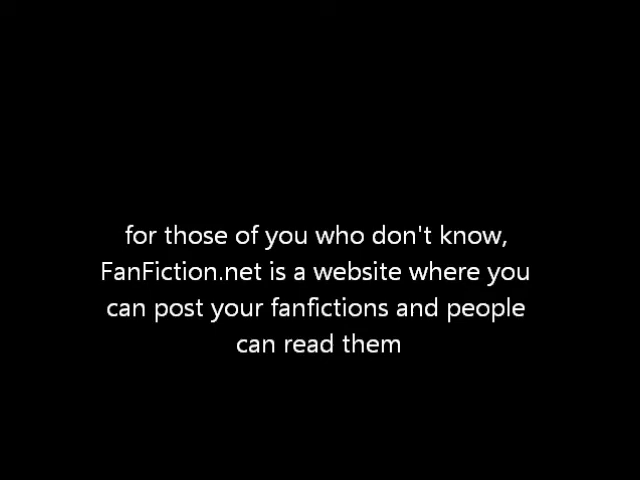 for those of you who don't know,
FanFiction.net is a website where you
can post your fanfictions and people
can read them